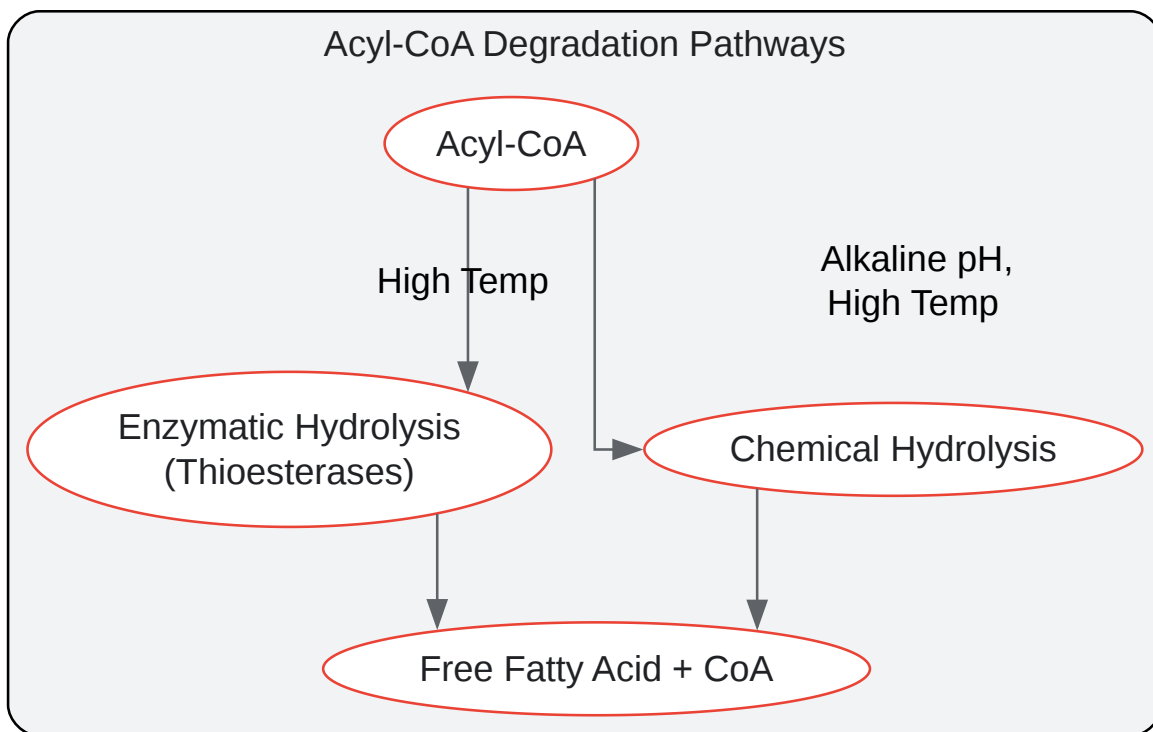 Acyl-CoA Degradation Pathways
Acyl-CoA
High Temp
Alkaline pH,
High Temp
Enzymatic Hydrolysis
(Thioesterases)
Chemical Hydrolysis
Free Fatty Acid + CoA